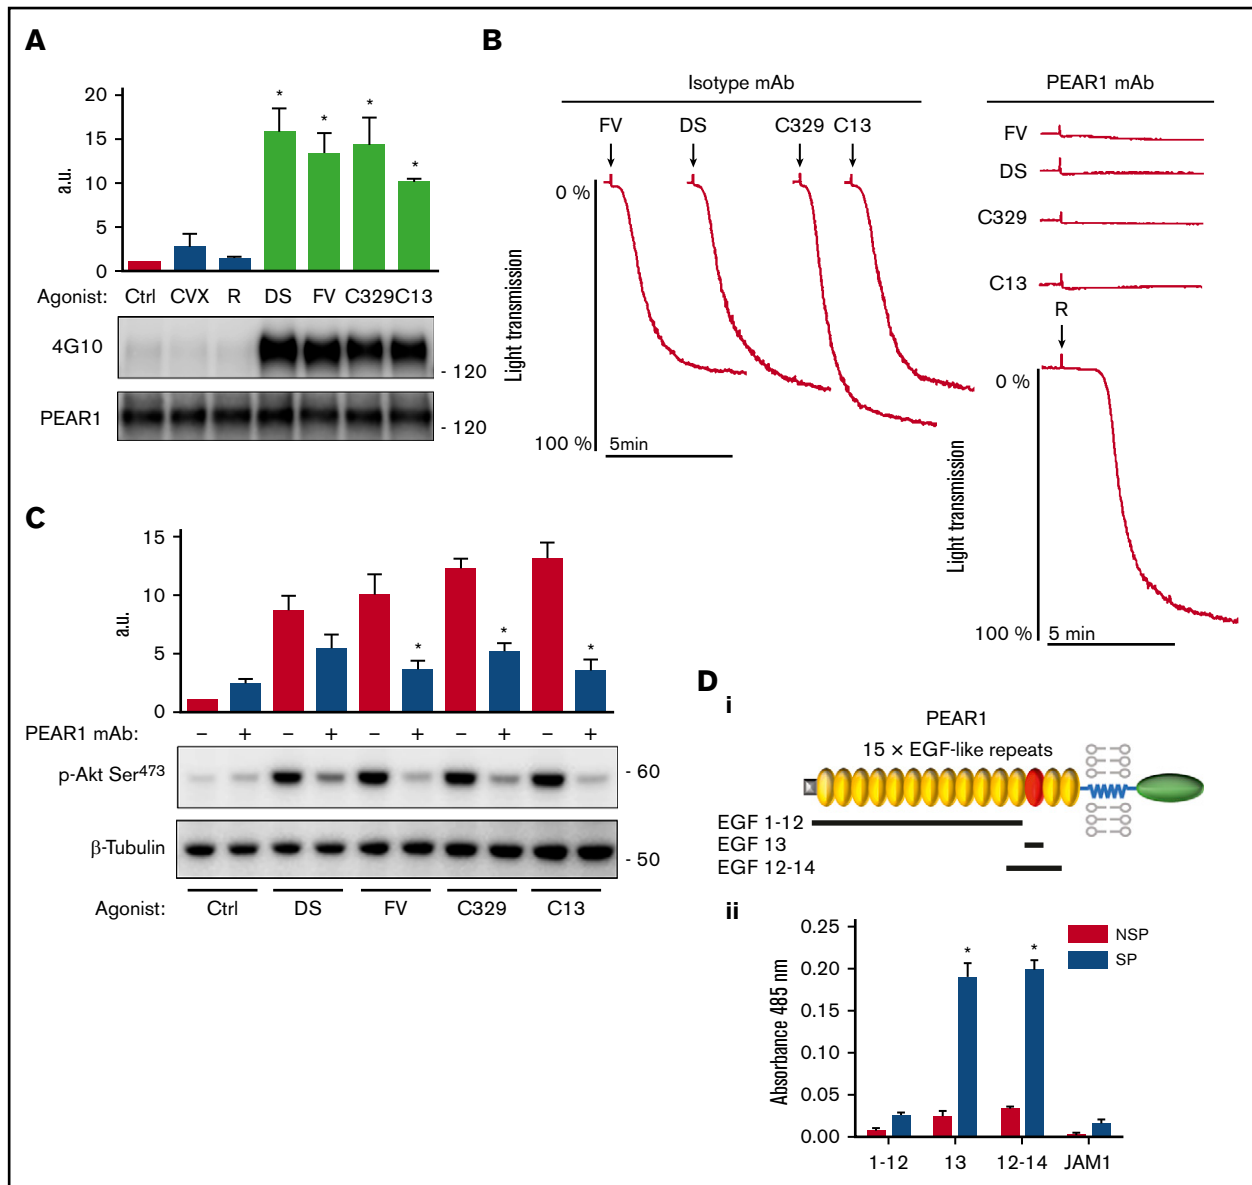 A
20
15
10
5
0
a.u.
*
*
*
*
Agonist: Ctrl CVX R DS FV C329 C13
4G10
- 120
PEAR1
- 120
B
Isotype mAb
FV DS C329 C13
0 %
Light transmission
100 %
5min
PEAR1 mAb
FV
DS
C329
C13
R
0 %
Light transmission
100 %
5 min
C
15
10
5
0
a.u.
*
*
*
PEAR1 mAb: – + – + – + – + – +
p-Akt Ser473
- 60
β-Tubulin
- 50
Agonist: Ctrl DS FV C329 C13
D
i
PEAR1
15 × EGF-like repeats
EGF 1-12
EGF 13
EGF 12-14
ii
0.25
0.20
0.15
0.10
0.05
0.00
Absorbance 485 nm
*
*
NSP
SP
1-12 13 12-14 JAM1